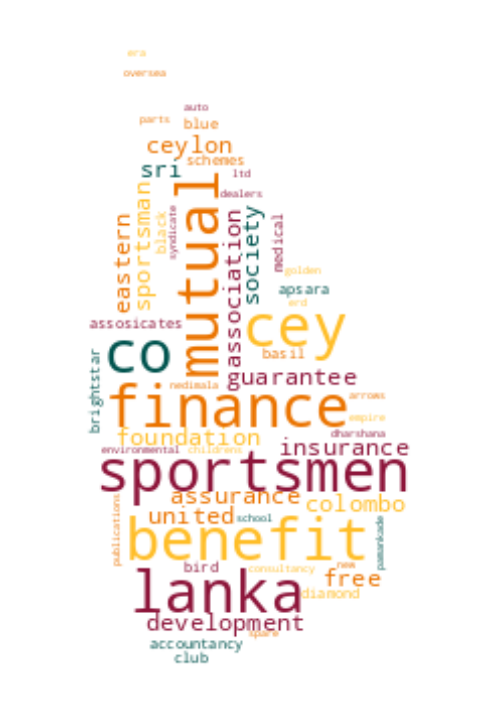 era
oversea
auto
parts blue
ceylon
schemes
sri ltd
mutual
dealers
sportsman
eastern
black
syndicate
association
society
medical
golden
apsara
erd
assosicates
cey
co
basil
brightstar
guarantee
nedimala
finance
arrows
empire
foundation
dharshana
insurance
environmental childrens
sportsmen
assurance
colombo
publications
united
school
pamankade
benefit
bird
consultancy
new
free
lanka
diamond
development
spare
accountancy
club